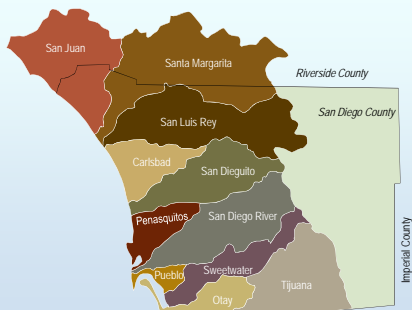 San Juan
Santa Margarita
Riverside County
San Diego County
San Luis Rey
Carlsbad
San Dieguito
Penasquitos
San Diego River
Imperial County
Sweetwater
Pueblo
Tijuana
Otay